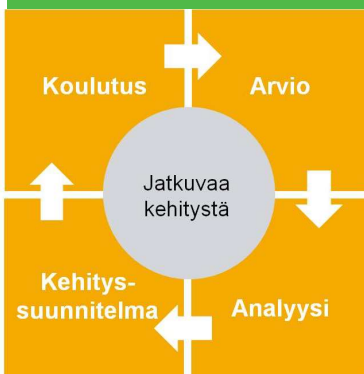 Koulutus
Arvio
Jatkuvaa
kehitystä
Kehitys-
suunnitelma
Analyysi